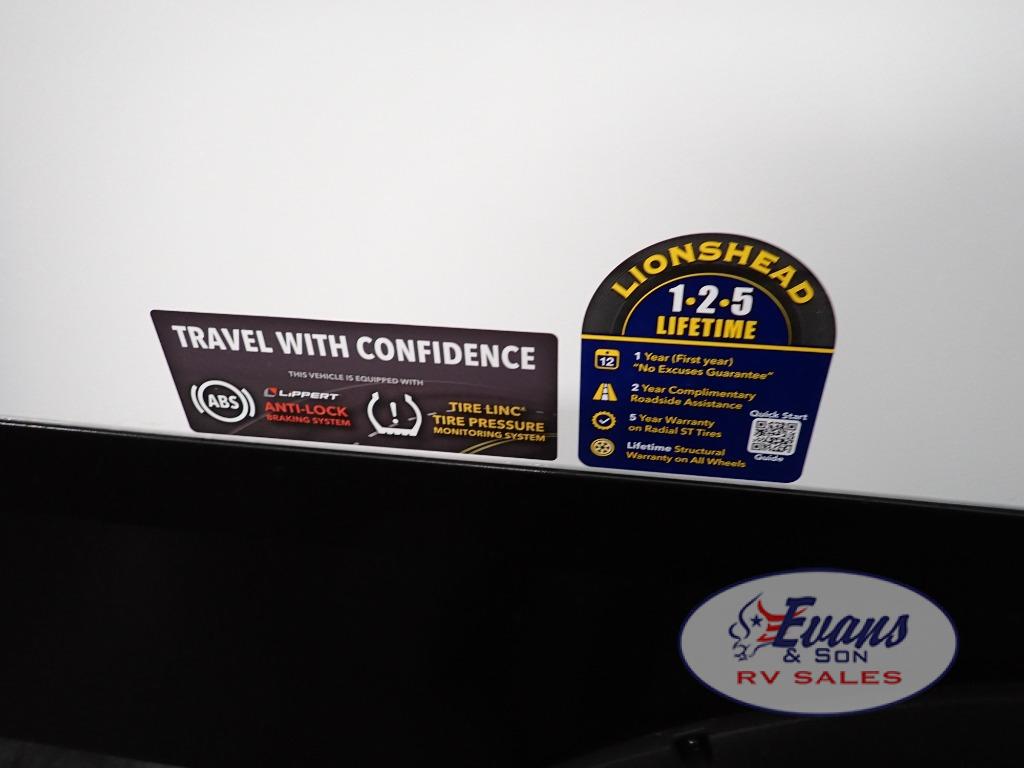 TRAVEL WITH CONFIDENCE
THIS VEHICLE IS EQUIPPED WITH
ABS
LIPPERT
ANTI-LOCK
BRAKING SYSTEM
!
TIRE LINC
TIRE PRESSURE
MONITORING SYSTEM
LIONSHEAD
1•2•5
LIFETIME
12
1 Year (First year)
"No Excuses Guarantee"
2 Year Complimentary
Roadside Assistance
5 Year Warranty
on Radial ST Tires
Lifetime Structural
Warranty on All Wheels
Quick Start
Guide
Evans
& SON
RV SALES